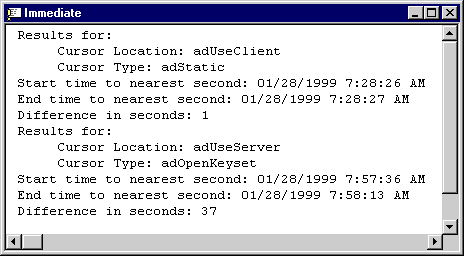 Immediate
Results for:
Cursor Location: adUseClient
Cursor Type: adStatic
Start time to nearest second: 01/28/1999 7:28:26 AM
End time to nearest second: 01/28/1999 7:28:27 AM
Difference in seconds: 1
Results for:
Cursor Location: adUseServer
Cursor Type: adOpenKeyset
Start time to nearest second: 01/28/1999 7:57:36 AM
End time to nearest second: 01/28/1999 7:58:13 AM
Difference in seconds: 37